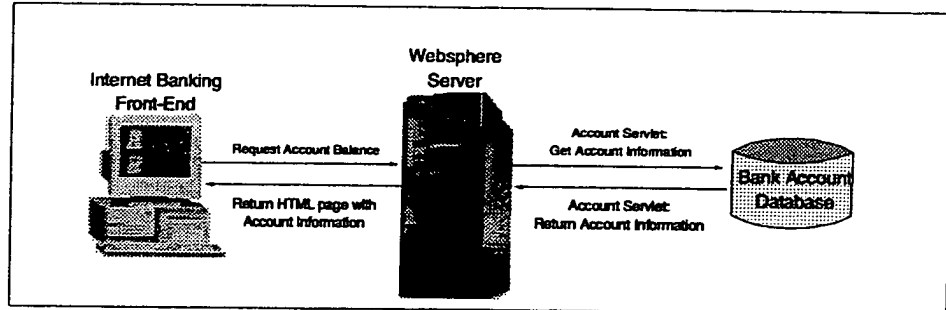 Websphere
Server
Internet Banking
Front-End
Request Account Balance
Return HTML page with
Account Information
Account Servlet:
Get Account Information
Account Servlet:
Return Account Information
Bank Account
Database